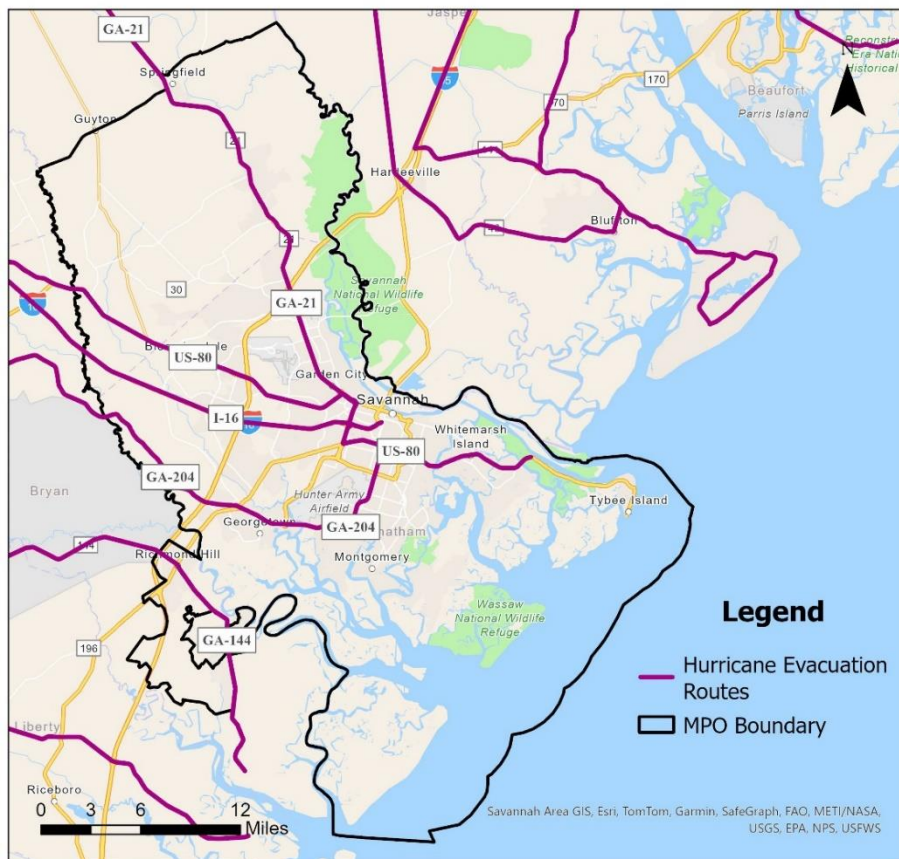 GA-21
Jasper
Springfield
Guyton
170
170
N
Beaufort
Parris Island
21
Hardeeville
Bluffton
21
30
GA-21
Savannah
National Wildlife
Refuge
US-80
Garden City
Savannah
I-16
Whitemarsh
Island
US-80
GA-204
Bryan
Hunter Army
Airfield
Tybee Island
Georgetown
GA-204
Montgomery
144
Richmond Hill
Wassaw
National Wildlife
Refuge
GA-144
196
Liberty
Riceboro
0 3 6 12
Miles
Legend
Hurricane Evacuation
Routes
MPO Boundary
Savannah Area GIS, Esri, TomTom, Garmin, SafeGraph, FAO, METI/NASA,
USGS, EPA, NPS, USFWS